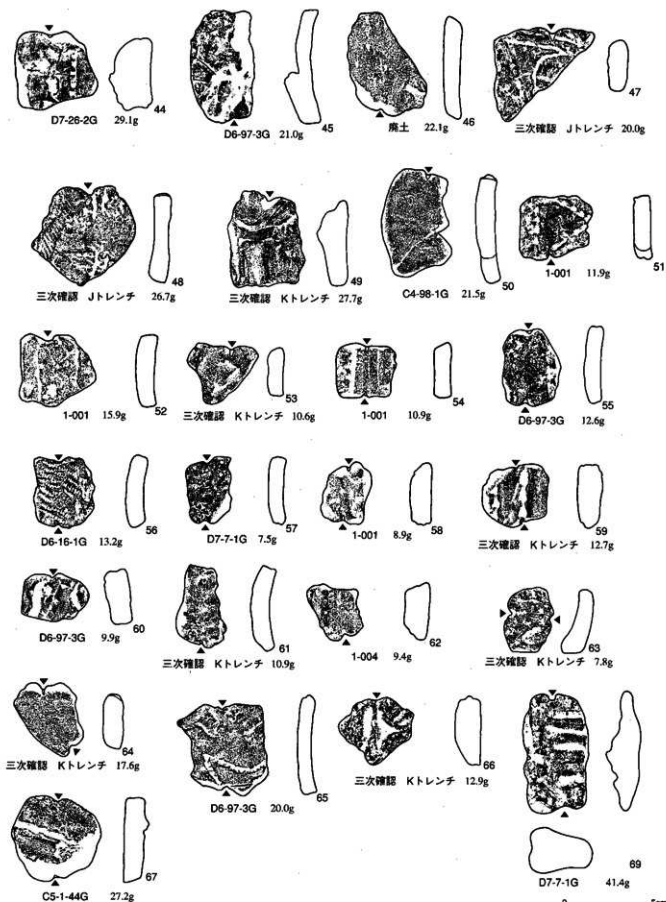 44
D7-26-2G 29.1g
45
D6-97-3G 21.0g
46
廃土 22.1g
47
三次確認 Jトレンチ 20.0g
48
三次確認 Jトレンチ 26.7g
49
三次確認 Kトレンチ 27.7g
50
C4-98-1G 21.5g
51
1-001 11.9g
52
1-001 15.9g
53
三次確認 Kトレンチ 10.6g
54
1-001 10.9g
55
D6-97-3G 12.6g
56
D6-16-1G 13.2g
57
D7-7-1G 7.5g
58
1-001 8.9g
59
三次確認 Kトレンチ 12.7g
60
D6-97-3G 9.9g
61
三次確認 Kトレンチ 10.9g
62
1-004 9.4g
63
三次確認 Kトレンチ 7.8g
64
三次確認 Kトレンチ 17.6g
65
D6-97-3G 20.0g
66
三次確認 Kトレンチ 12.9g
67
C5-1-44G 27.2g
69
D7-7-1G 41.4g